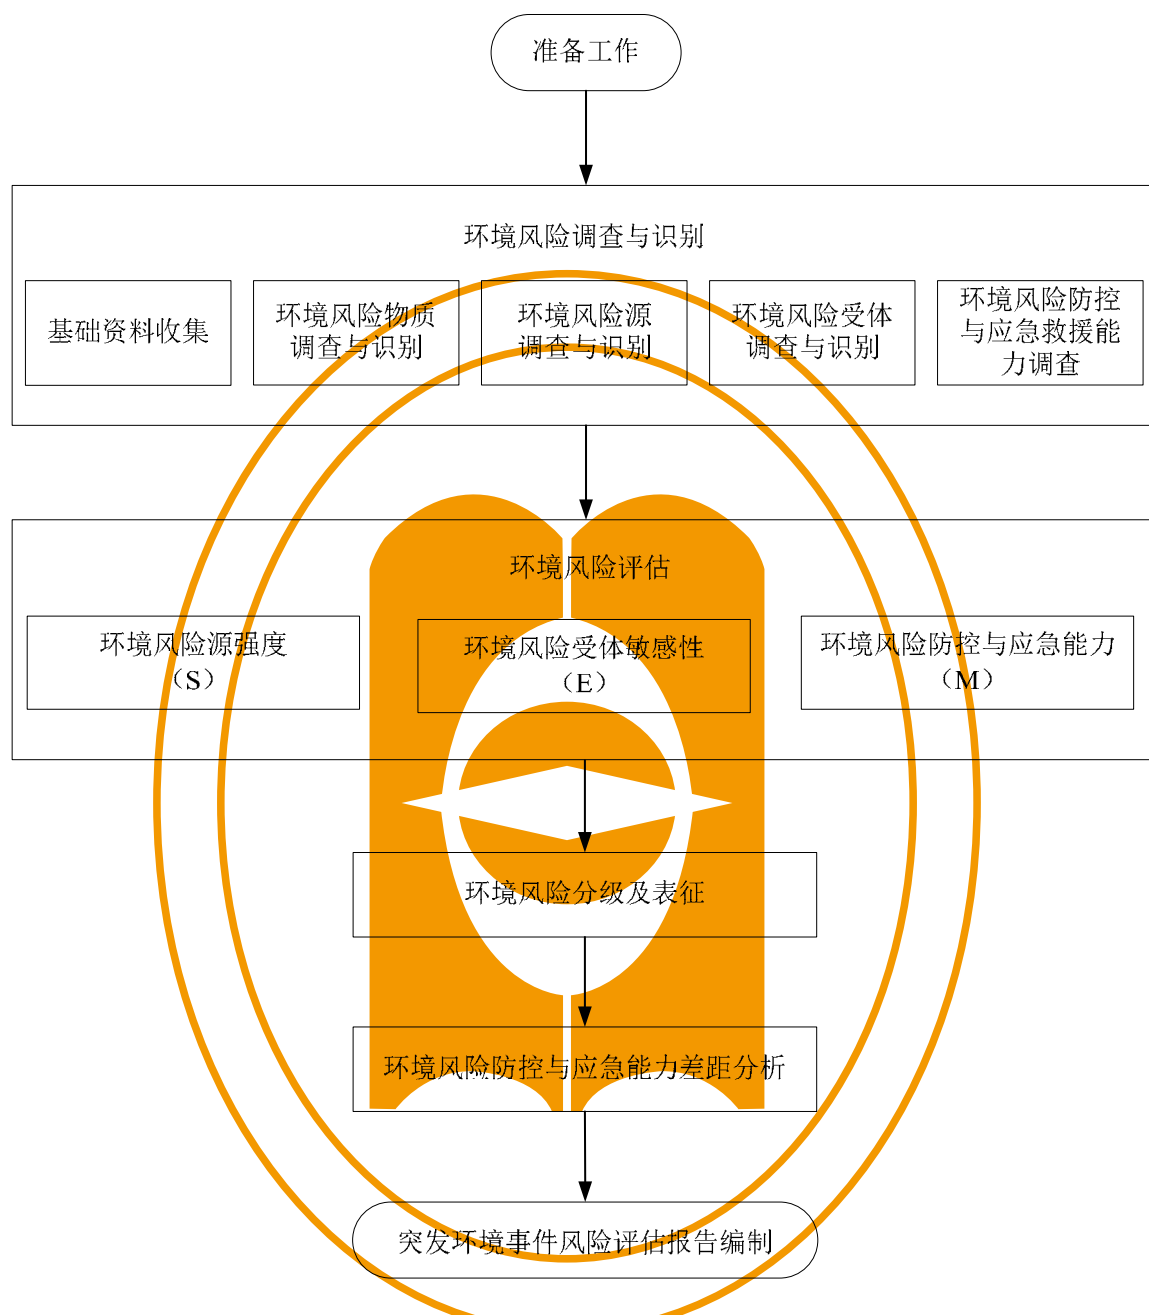 准备工作
环境风险调查与识别
基础资料收集
环境风险物质
调查与识别
环境风险源
调查与识别
环境风险受体
调查与识别
环境风险防控
与应急救援能
力调查
环境风险评估
环境风险源强度
（S）
环境风险受体敏感性
（E）
环境风险防控与应急能力
（M）
环境风险分级及表征
环境风险防控与应急能力差距分析
突发环境事件风险评估报告编制